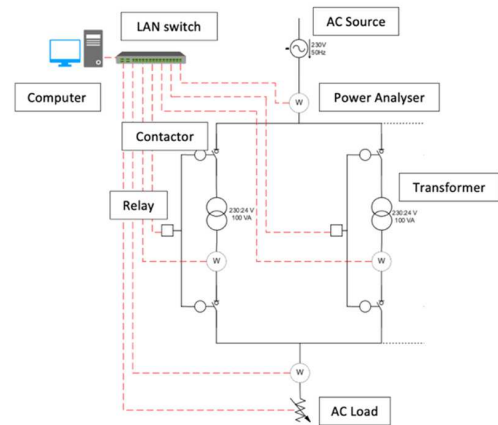 LAN switch
AC Source
230V
50Hz
Computer
W
Power Analyser
Contactor
Relay
230:24 V
100 VA
230:24 V
100 VA
Transformer
W
W
W
AC Load